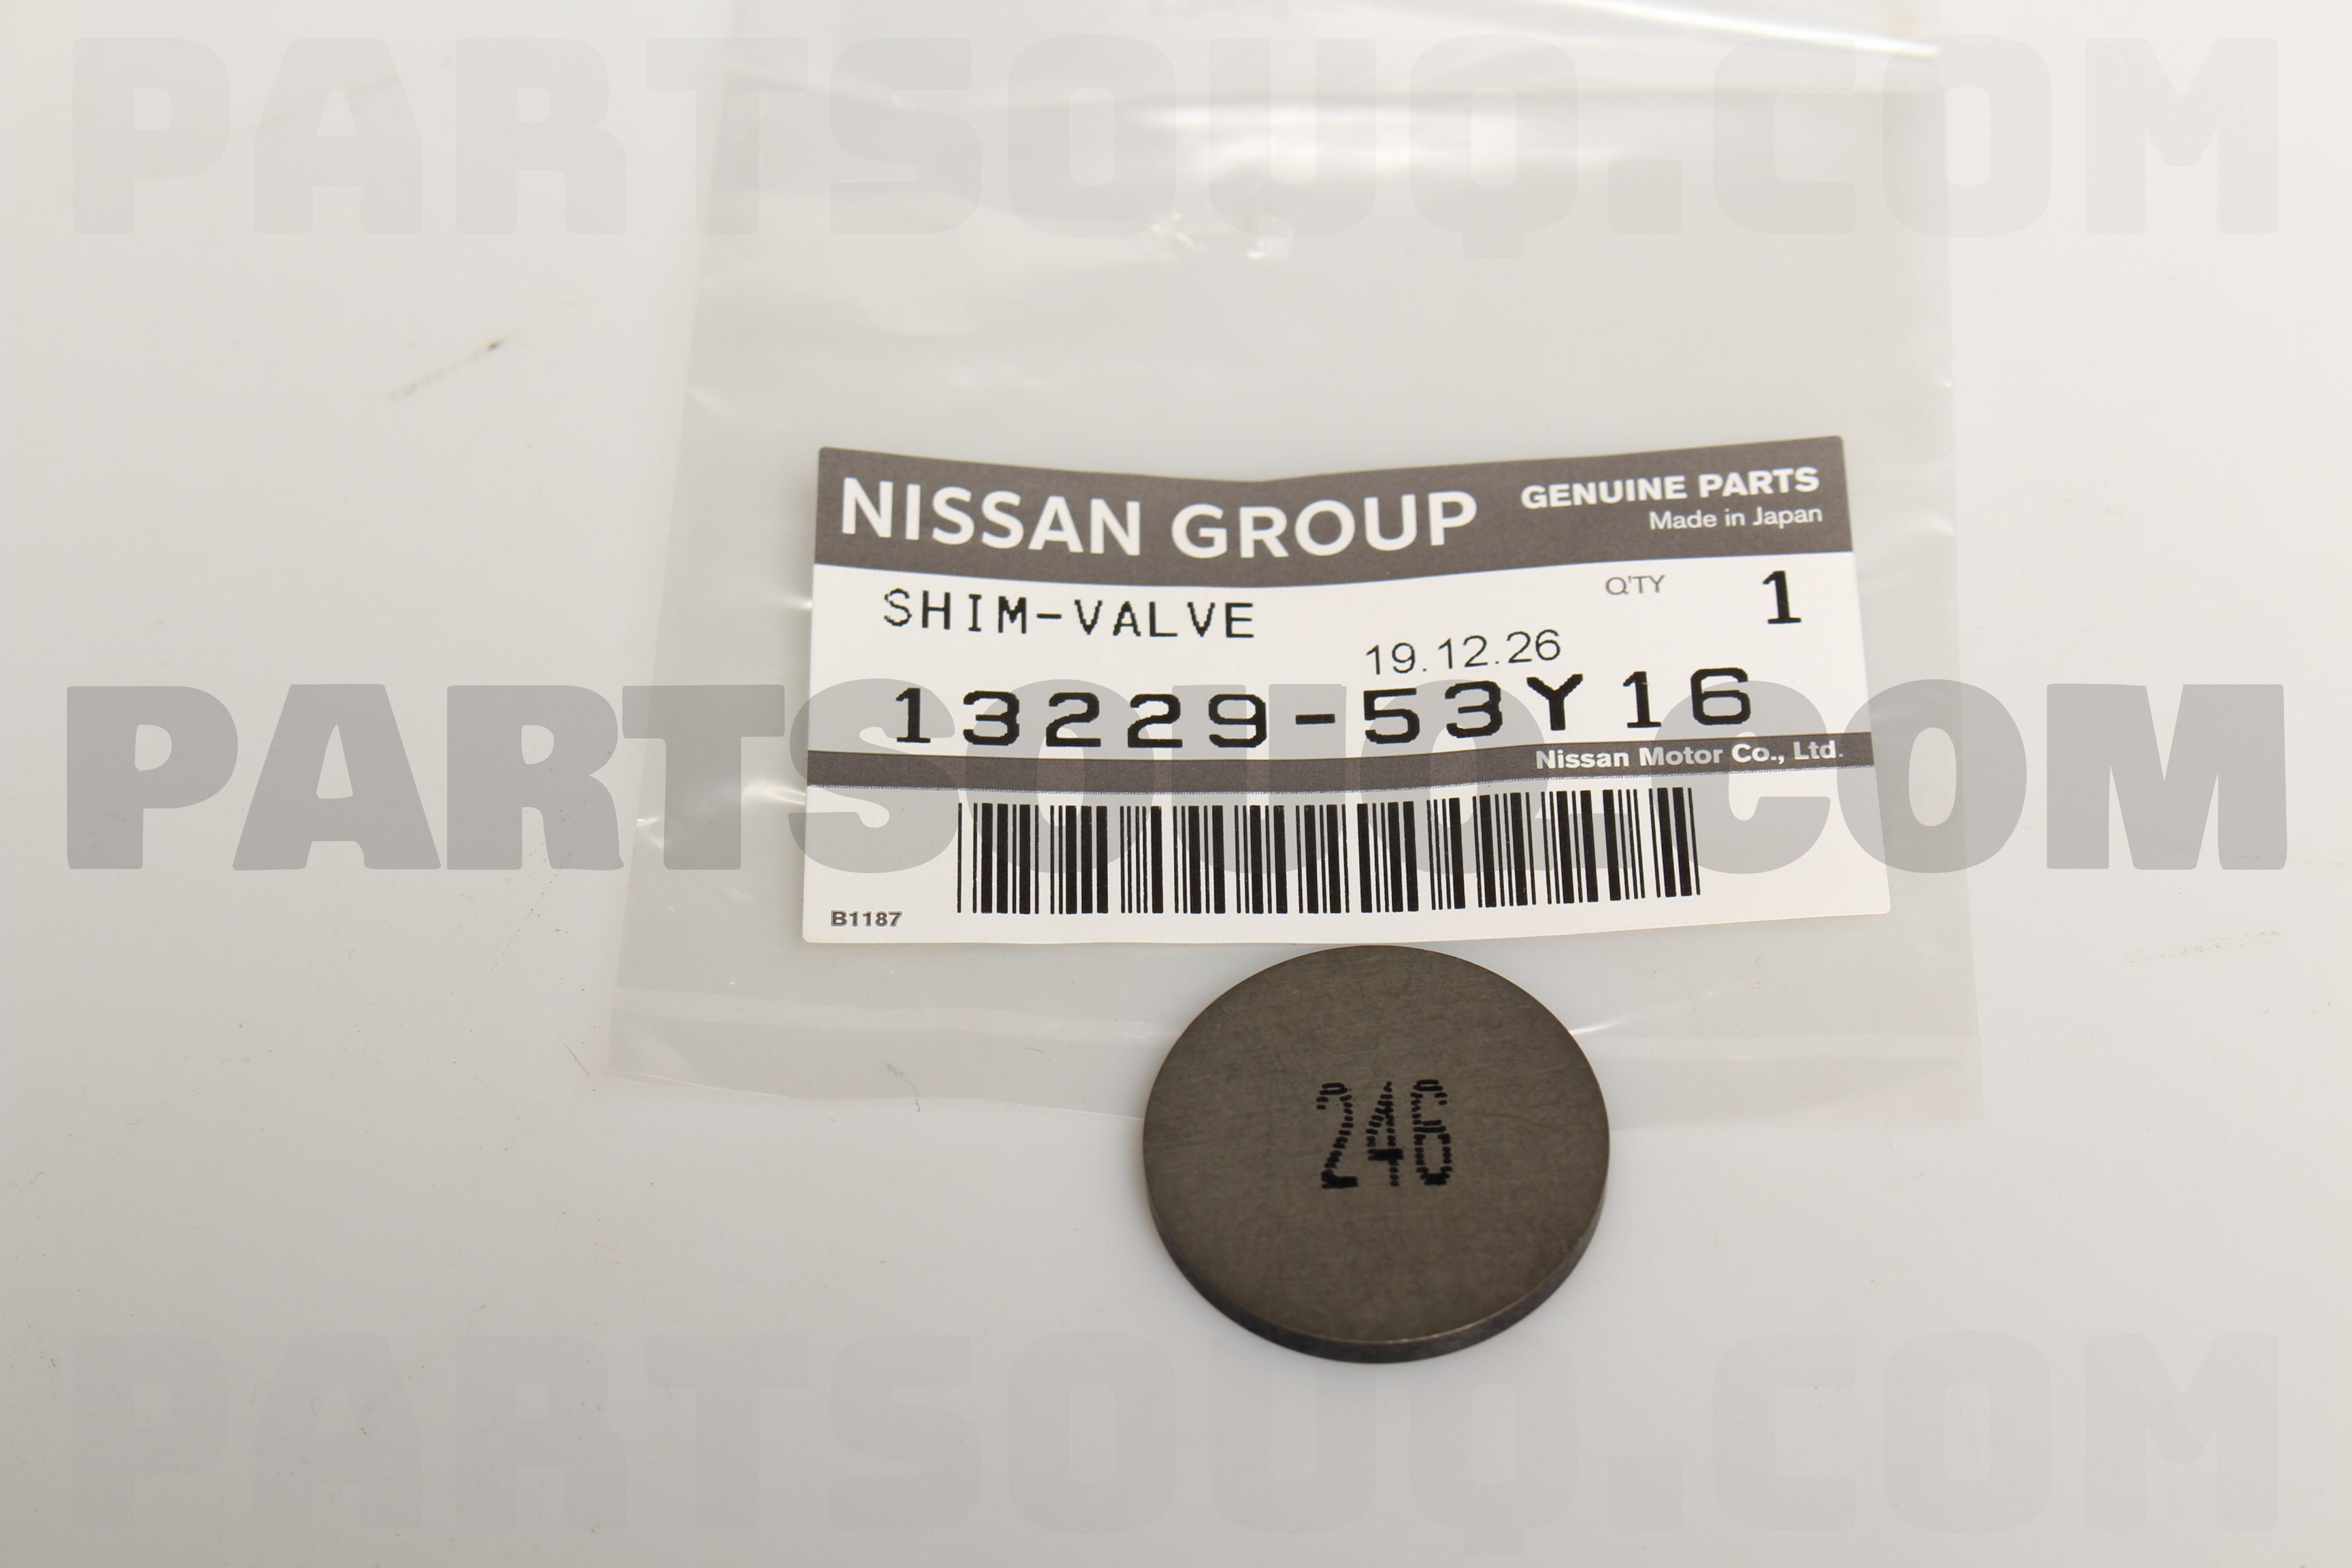 PARTSOUQ.COM
NISSAN GROUP
GENUINE PARTS
Made in Japan
SHIM-VALVE
Q'TY 1
19.12.26
13229-53Y16
Nissan Motor Co., Ltd.
PARTSOUQ.COM
B1187
246
PARTSOUQ.COM